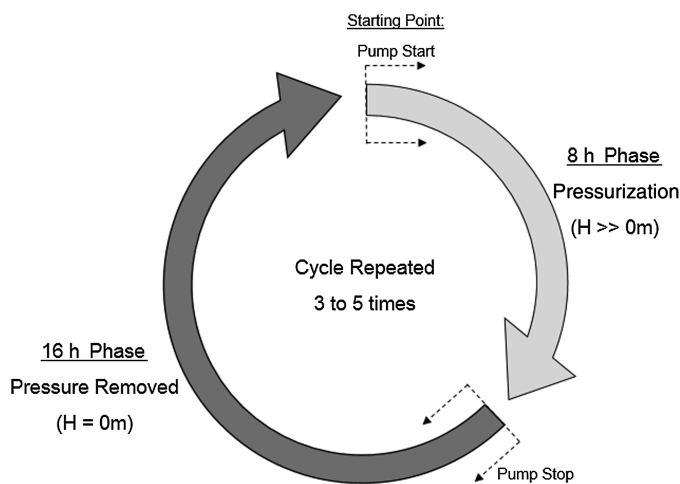 Starting Point:
Pump Start
8 h Phase
Pressurization
(H >> 0m)
Cycle Repeated
3 to 5 times
16 h Phase
Pressure Removed
(H = 0m)
Pump Stop